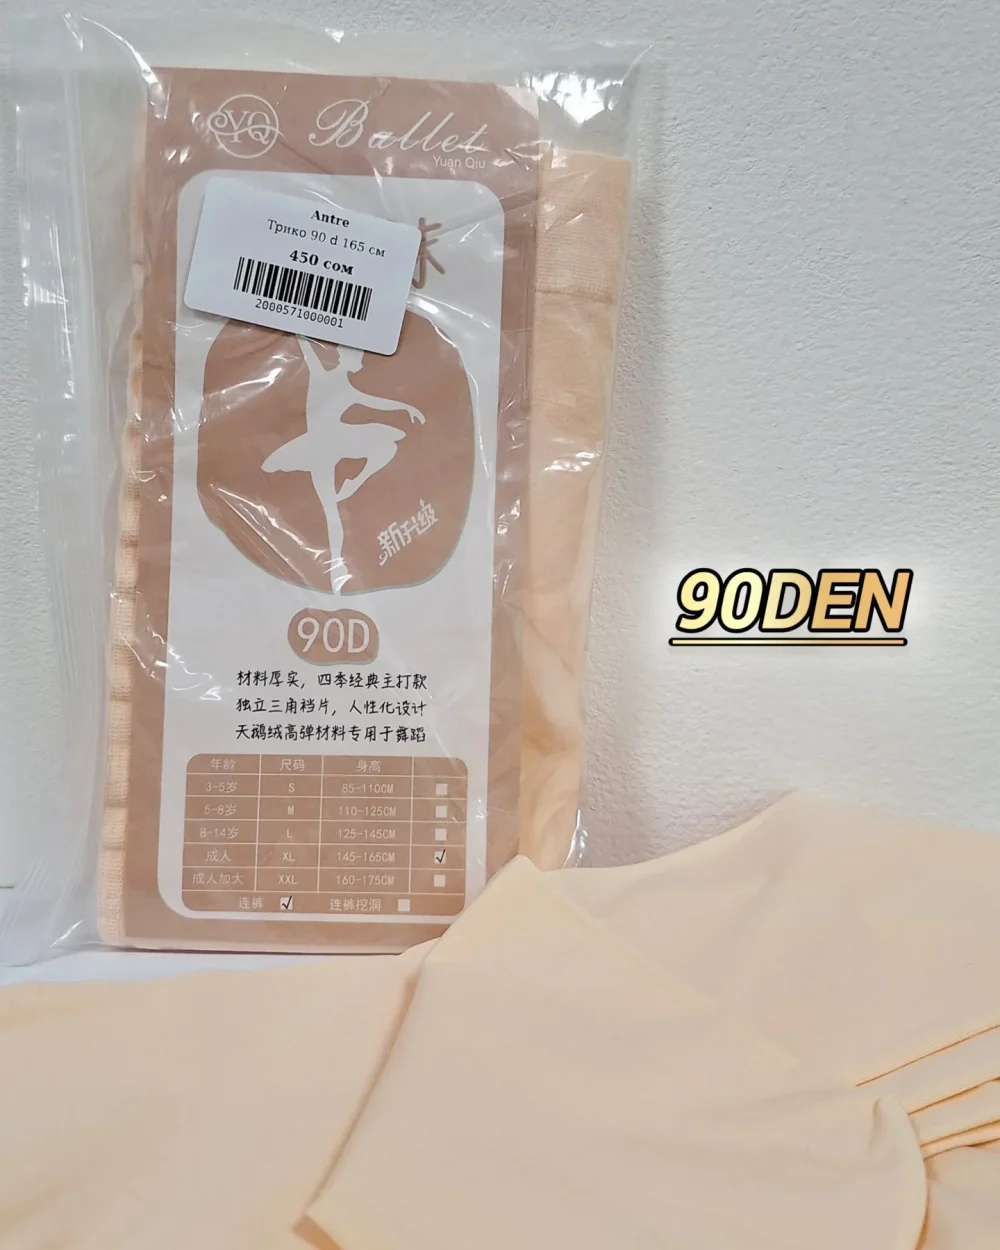 YQ Ballet
Yuan Qiu
Antre
Трико 90 d 165 см
450 сом
2000571000001
新升级
90D
90DEN
材料厚实，四季经典主打款
独立三角裆片，人性化设计
天鹅绒高弹材料专用于舞蹈
年龄 尺码 身高
3-5岁 S 85-110CM
5-8岁 M 110-125CM
8-14岁 L 125-145CM
成人 XL 145-165CM ✓
成人加大 XXL 160-175CM
连裤 ✓ 连裤挖洞